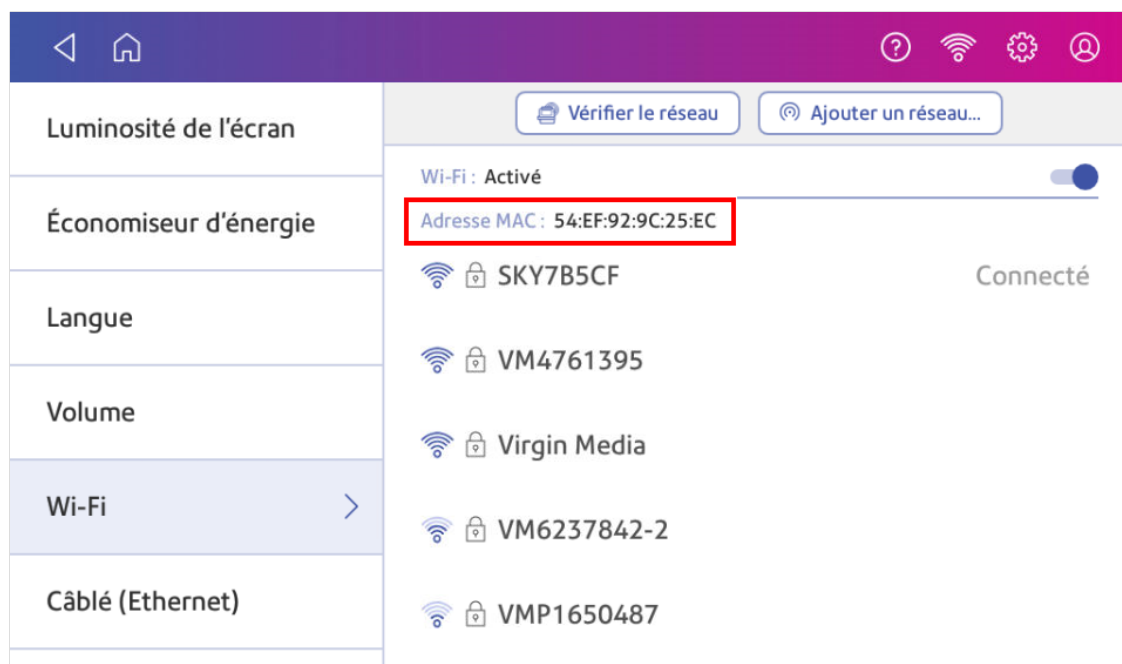 Luminosité de l'écran
Économiseur d'énergie
Langue
Volume
Wi-Fi
Câblé (Ethernet)
Vérifier le réseau
Ajouter un réseau...
Wi-Fi : Activé
Adresse MAC : 54:EF:92:9C:25:EC
SKY7B5CF Connecté
VM4761395
Virgin Media
VM6237842-2
VMP1650487